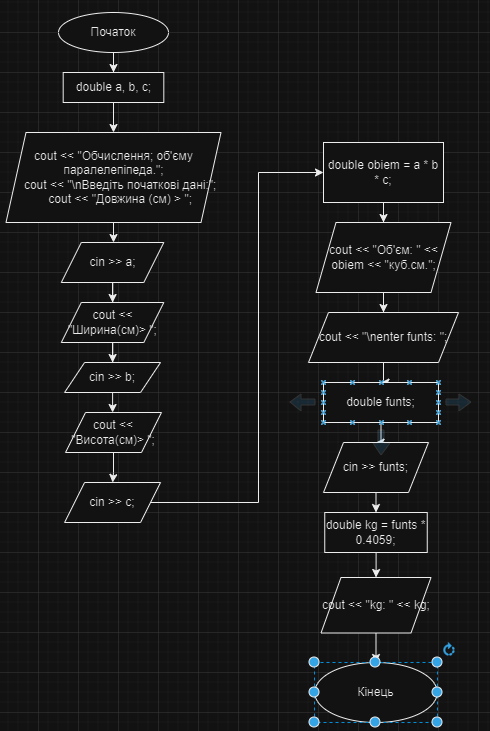 Початок
double a, b, c;
cout << "Обчислення; об'єму
паралелепіпеда.";
cout << "\nВведіть початкові дані:";
cout << "Довжина (см) > ";
cin >> a;
cout <<
"Ширина(см)> ";
cin >> b;
cout <<
"Висота(см)> ";
cin >> c;
double obiem = a * b
* c;
cout << "Об'єм: " <<
obiem << "куб.см.";
cout << "\nenter funts: ";
double funts;
cin >> funts;
double kg = funts *
0.4059;
cout << "kg: " << kg;
Кінець